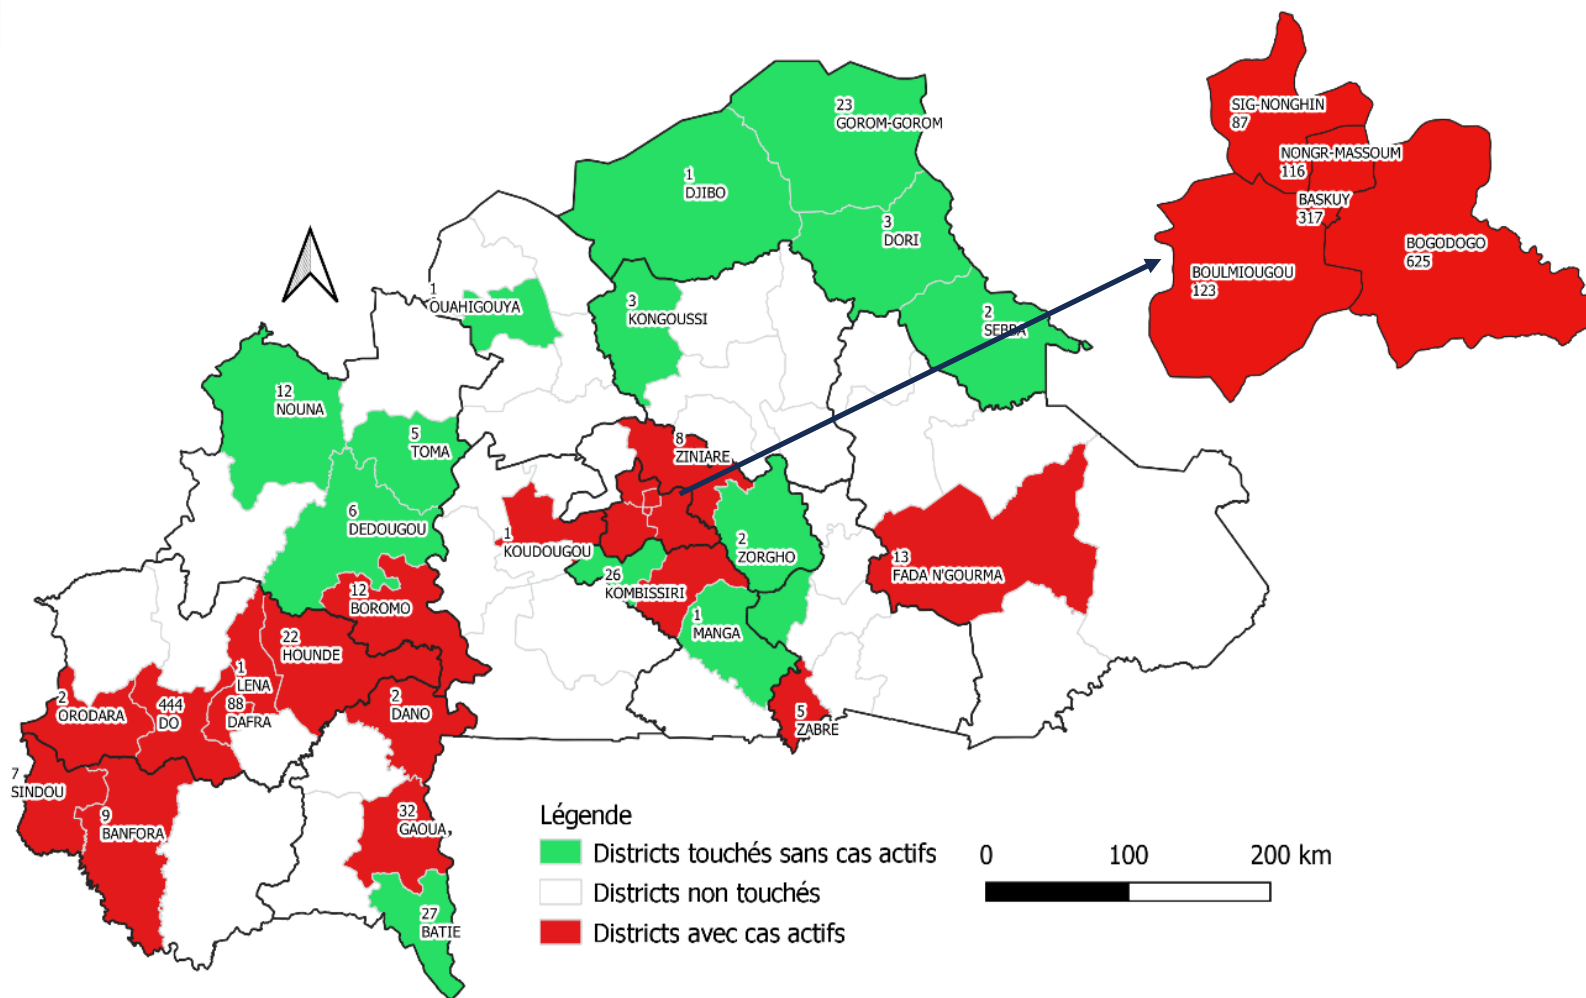 23
GOROM-GOROM
1
DJIBO
3
DORI
2
SEBBA
1
OUAHIGOUYA
3
KONGOUSSI
12
NOUNA
5
TOMA
6
DEDOUGOU
8
ZINIARE
1
KOUDOUGOU
2
ZORGHO
26
KOMBISSIRI
1
MANGA
13
FADA N'GOURMA
12
BOROMO
22
HOUNDE
1
LENA
88
DAFRA
444
DO
2
ORODARA
2
DANO
5
ZABRE
7
SINDOU
9
BANFORA
32
GAOUA
27
BATIE
SIG-NONGHIN
87
NONGR-MASSOUM
116
BASKUY
317
BOGODOGO
625
BOULMIOUGOU
123
Légende
Districts touchés sans cas actifs
Districts non touchés
Districts avec cas actifs
0 100 200 km